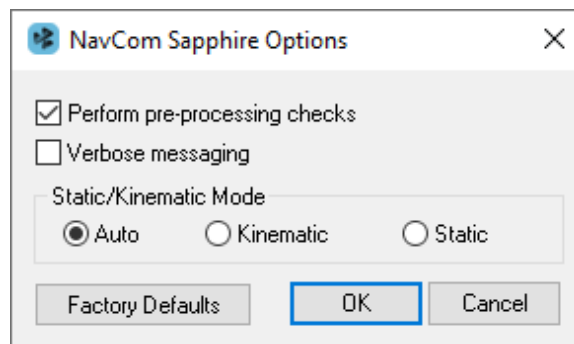 NavCom Sapphire Options
Perform pre-processing checks
Verbose messaging
Static/Kinematic Mode
Auto Kinematic Static
Factory Defaults OK Cancel